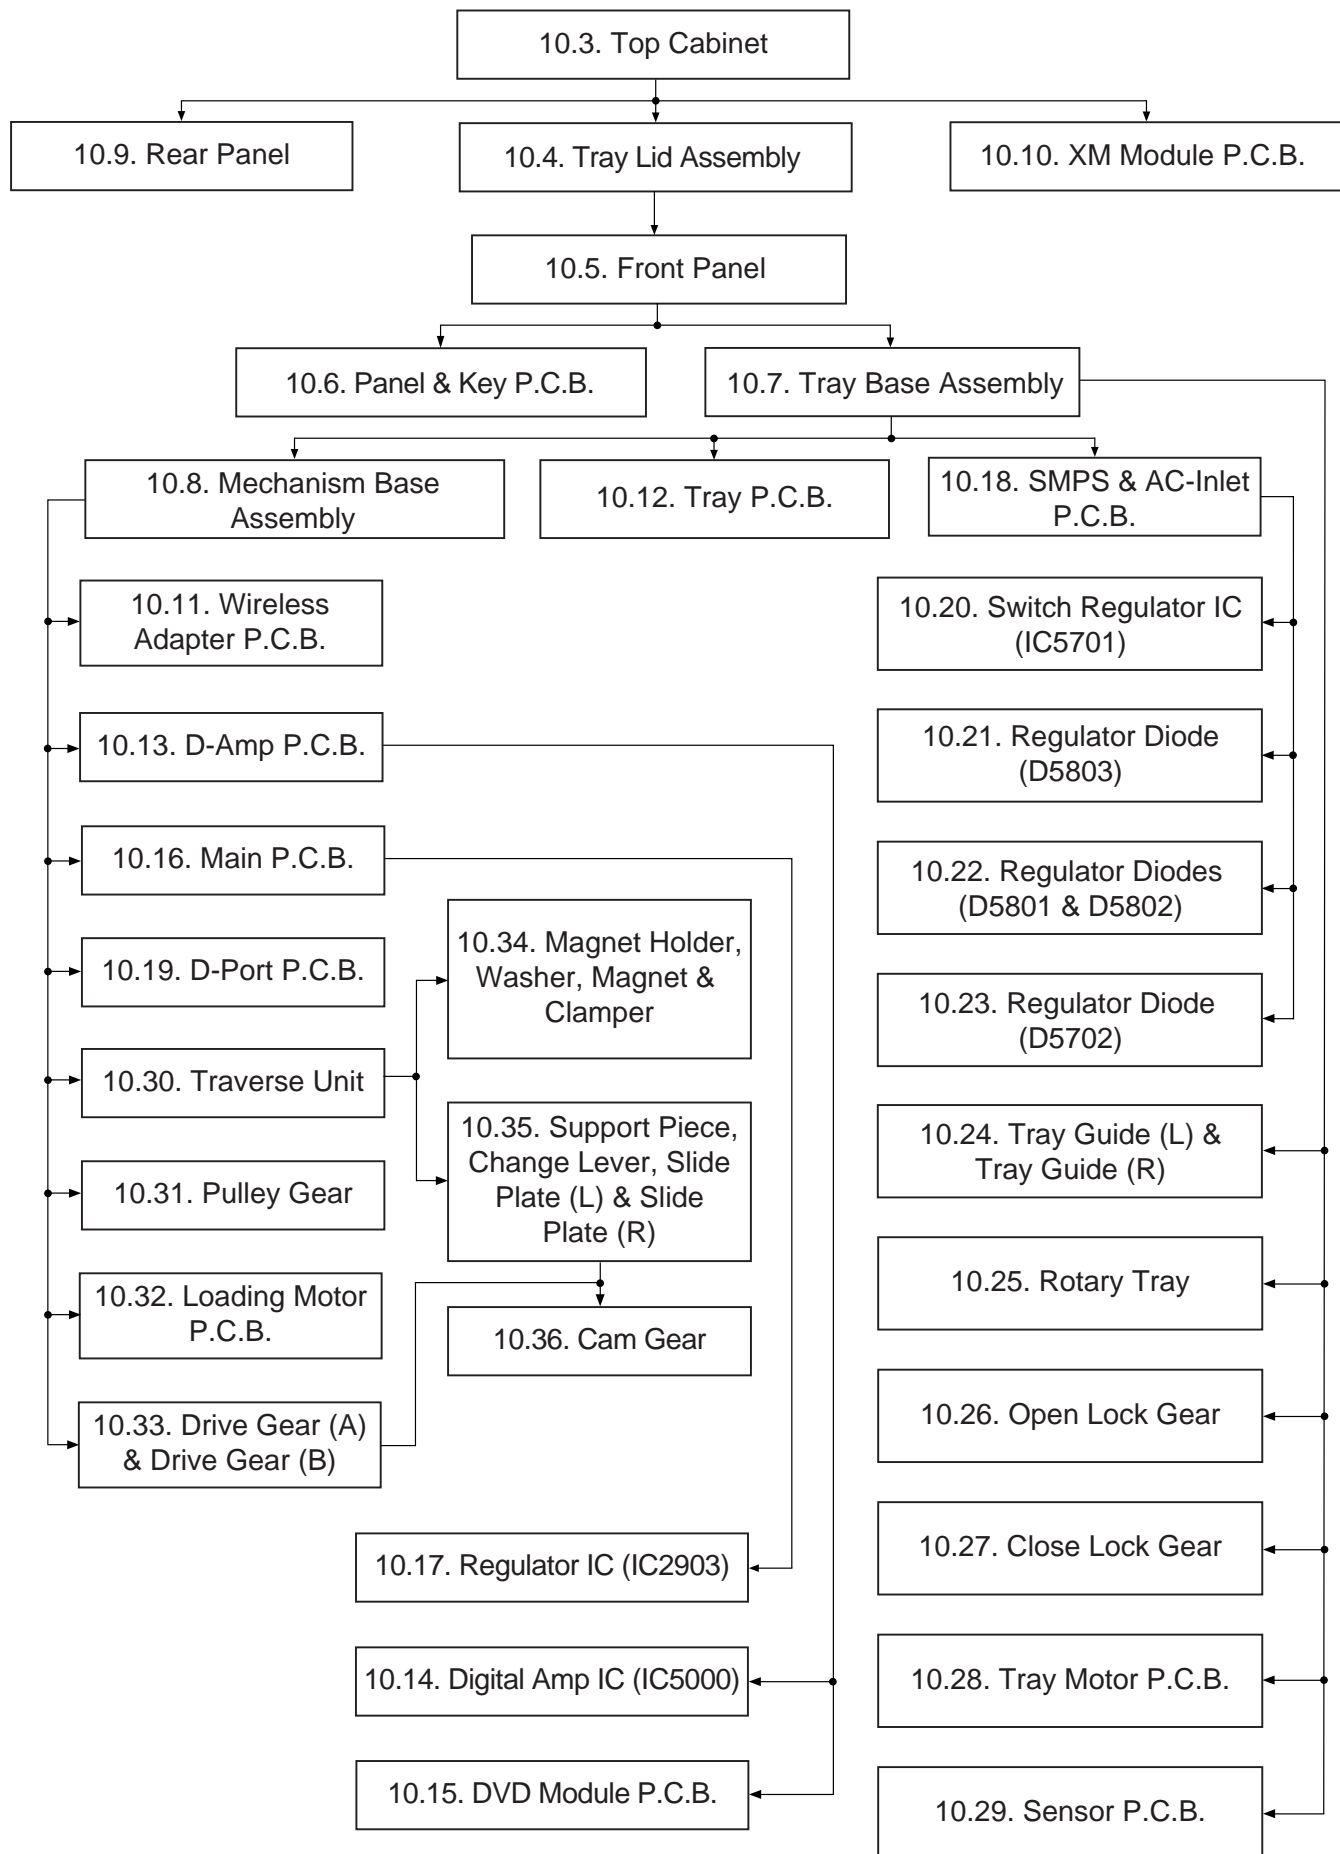 10.3. Top Cabinet
10.9. Rear Panel
10.4. Tray Lid Assembly
10.10. XM Module P.C.B.
10.5. Front Panel
10.6. Panel & Key P.C.B.
10.7. Tray Base Assembly
10.8. Mechanism Base
Assembly
10.12. Tray P.C.B.
10.18. SMPS & AC-Inlet
P.C.B.
10.11. Wireless
Adapter P.C.B.
10.20. Switch Regulator IC
(IC5701)
10.13. D-Amp P.C.B.
10.21. Regulator Diode
(D5803)
10.16. Main P.C.B.
10.22. Regulator Diodes
(D5801 & D5802)
10.34. Magnet Holder,
Washer, Magnet &
Clamper
10.19. D-Port P.C.B.
10.23. Regulator Diode
(D5702)
10.30. Traverse Unit
10.35. Support Piece,
Change Lever, Slide
Plate (L) & Slide
Plate (R)
10.24. Tray Guide (L) &
Tray Guide (R)
10.31. Pulley Gear
10.25. Rotary Tray
10.32. Loading Motor
P.C.B.
10.36. Cam Gear
10.33. Drive Gear (A)
& Drive Gear (B)
10.26. Open Lock Gear
10.17. Regulator IC (IC2903)
10.27. Close Lock Gear
10.14. Digital Amp IC (IC5000)
10.28. Tray Motor P.C.B.
10.15. DVD Module P.C.B.
10.29. Sensor P.C.B.